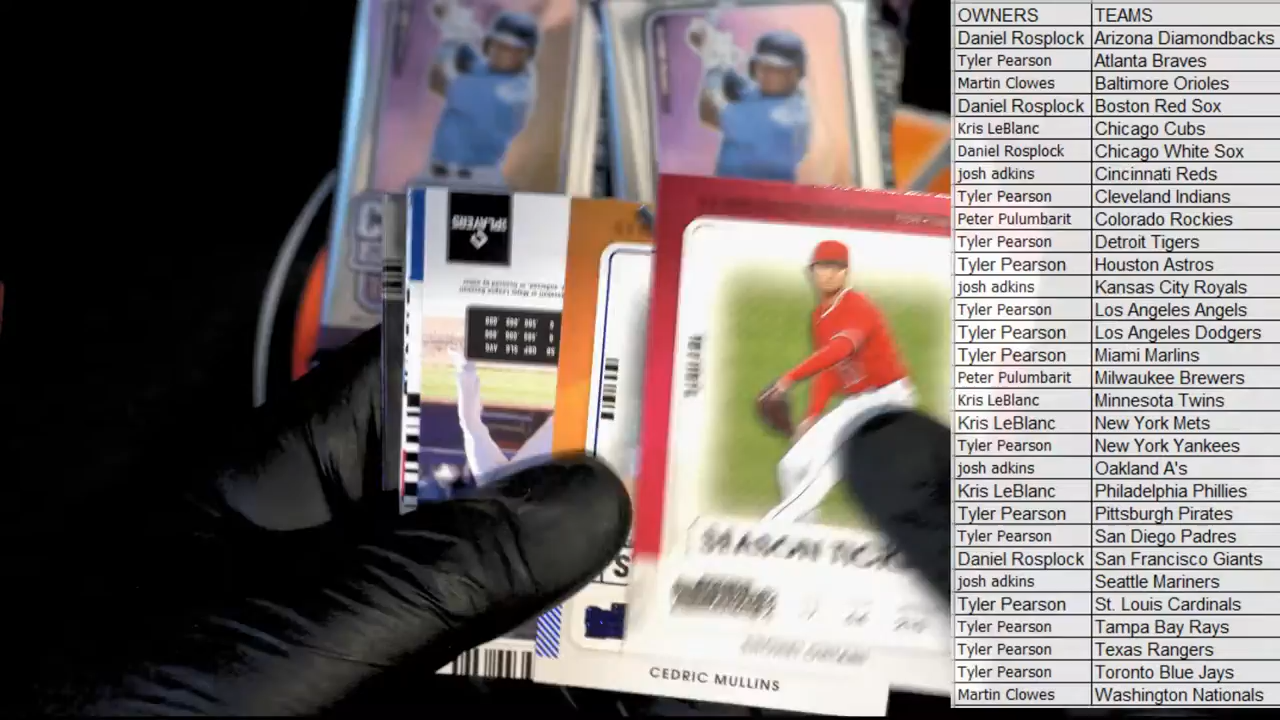 OWNERS TEAMS
Daniel Rosplock Arizona Diamondbacks
Tyler Pearson Atlanta Braves
Martin Clowes Baltimore Orioles
Daniel Rosplock Boston Red Sox
Kris LeBlanc Chicago Cubs
Daniel Rosplock Chicago White Sox
josh adkins Cincinnati Reds
Tyler Pearson Cleveland Indians
Peter Pulumbarit Colorado Rockies
Tyler Pearson Detroit Tigers
Tyler Pearson Houston Astros
josh adkins Kansas City Royals
Tyler Pearson Los Angeles Angels
Tyler Pearson Los Angeles Dodgers
Tyler Pearson Miami Marlins
Peter Pulumbarit Milwaukee Brewers
Kris LeBlanc Minnesota Twins
Kris LeBlanc New York Mets
Tyler Pearson New York Yankees
josh adkins Oakland A's
Kris LeBlanc Philadelphia Phillies
Tyler Pearson Pittsburgh Pirates
Tyler Pearson San Diego Padres
Daniel Rosplock San Francisco Giants
josh adkins Seattle Mariners
Tyler Pearson St. Louis Cardinals
Tyler Pearson Tampa Bay Rays
Tyler Pearson Texas Rangers
Tyler Pearson Toronto Blue Jays
Martin Clowes Washington Nationals
PLAYERS
SEASON
CEDRIC MULLINS